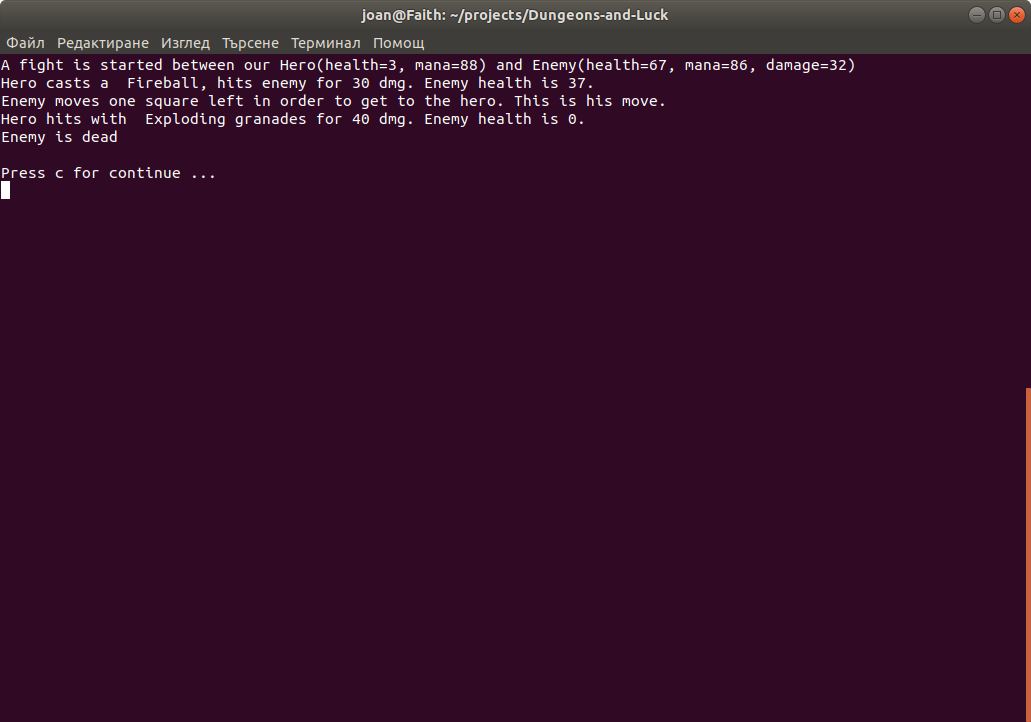 joan@Faith: ~/projects/Dungeons-and-Luck
Файл Редактиране Изглед Търсене Терминал Помощ
A fight is started between our Hero(health=3, mana=88) and Enemy(health=67, mana=86, damage=32)
Hero casts a  Fireball, hits enemy for 30 dmg. Enemy health is 37.
Enemy moves one square left in order to get to the hero. This is his move.
Hero hits with  Exploding granades for 40 dmg. Enemy health is 0.
Enemy is dead
Press c for continue ...